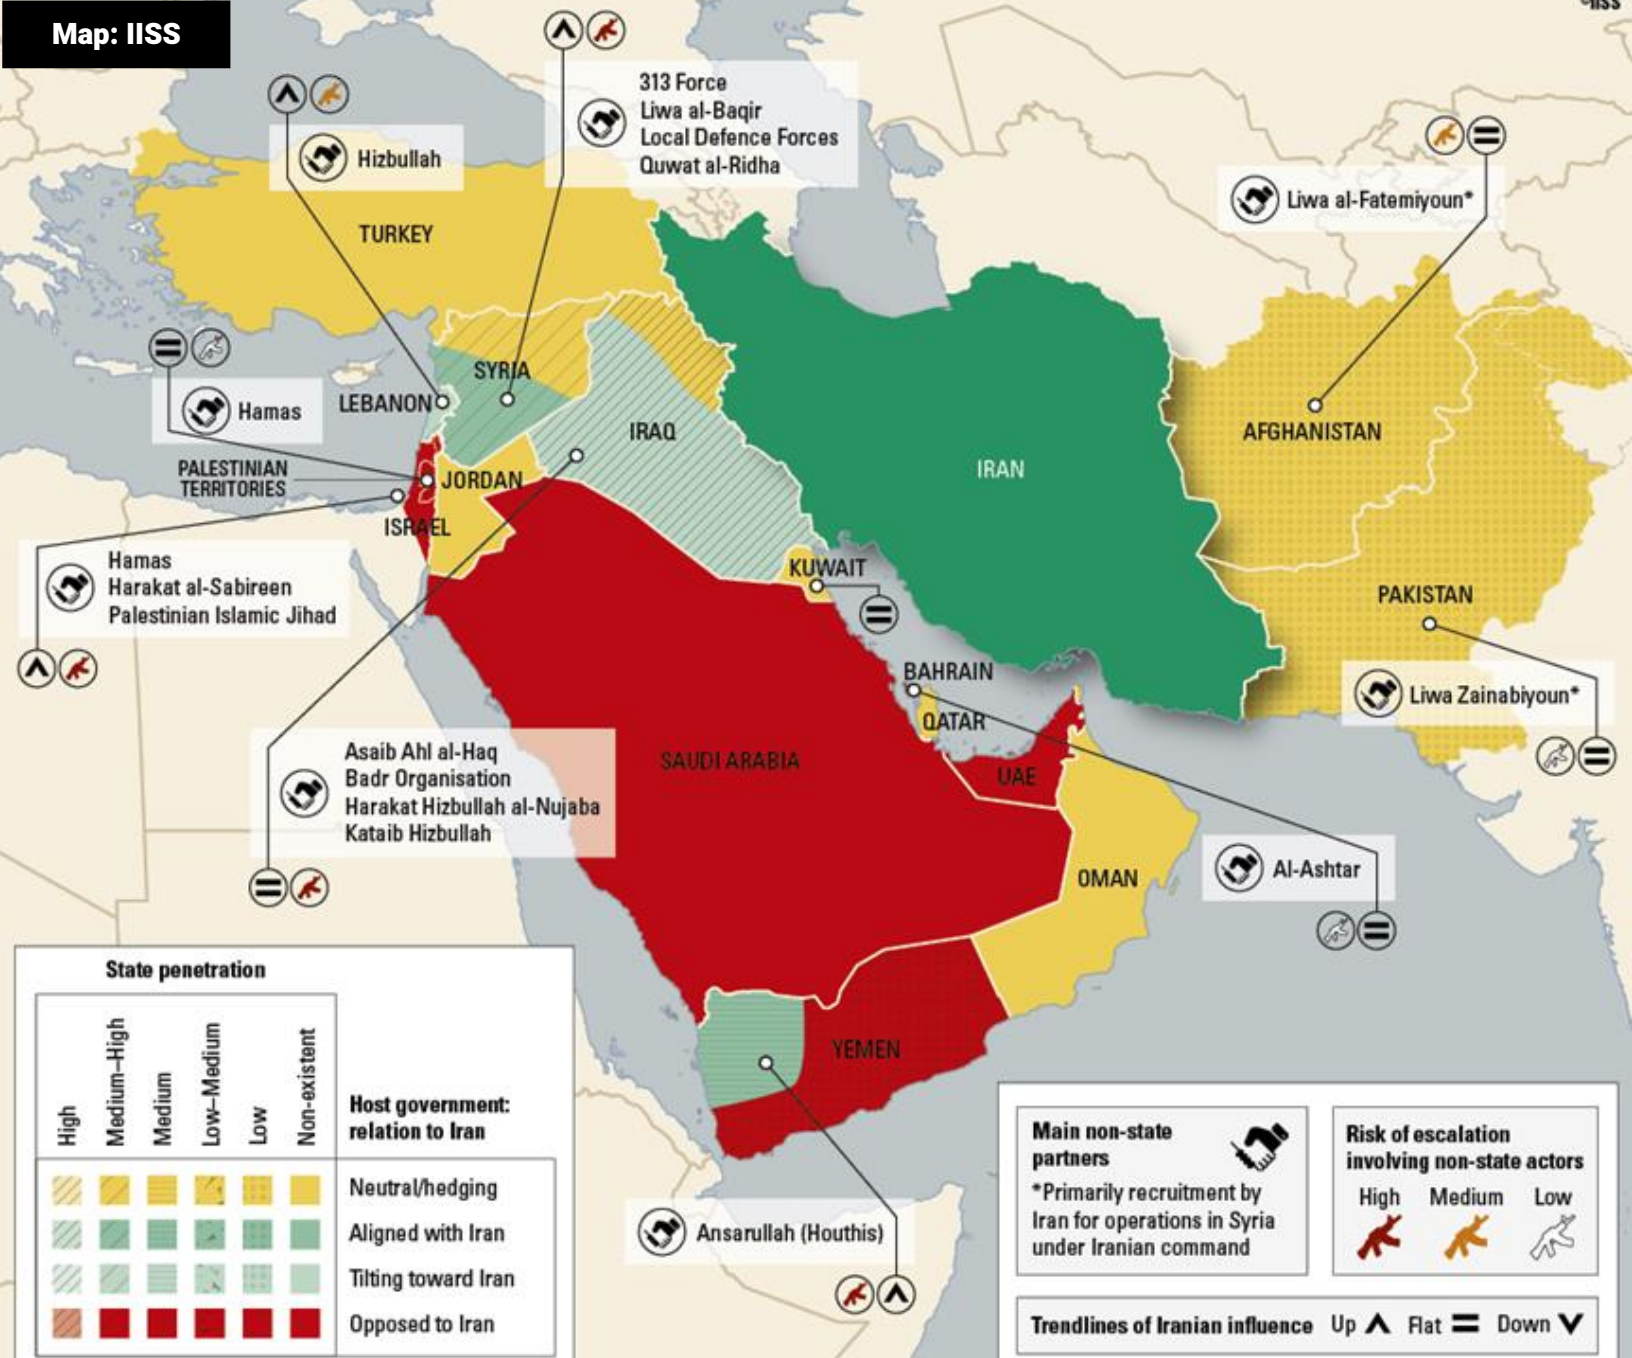 Map: IISS
©IISS
313 Force
Liwa al-Baqir
Local Defence Forces
Quwat al-Ridha
Hizbullah
Liwa al-Fatemiyoun*
TURKEY
SYRIA
LEBANON
Hamas
IRAQ
IRAN
AFGHANISTAN
PALESTINIAN
TERRITORIES
JORDAN
ISRAEL
Hamas
Harakat al-Sabireen
Palestinian Islamic Jihad
KUWAIT
PAKISTAN
BAHRAIN
QATAR
Liwa Zainabiyoun*
Asaib Ahl al-Haq
Badr Organisation
Harakat Hizbullah al-Nujaba
Kataib Hizbullah
SAUDI ARABIA
UAE
OMAN
Al-Ashtar
YEMEN
Ansarullah (Houthis)
State penetration
High
Medium–High
Medium
Low–Medium
Low
Non-existent
Host government:
relation to Iran
Neutral/hedging
Aligned with Iran
Tilting toward Iran
Opposed to Iran
Main non-state
partners
*Primarily recruitment by
Iran for operations in Syria
under Iranian command
Risk of escalation
involving non-state actors
High Medium Low
Trendlines of Iranian influence Up Flat Down